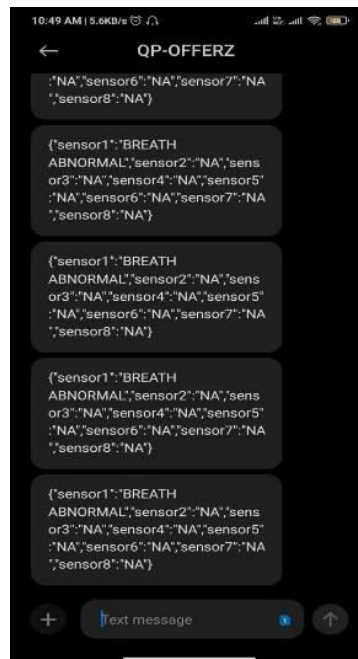 10:49 AM | 5.6KB/s
QP-OFFERZ
:"NA","sensor6":"NA","sensor7":"NA
","sensor8":"NA"}
{"sensor1":"BREATH
ABNORMAL","sensor2":"NA","sens
or3":"NA","sensor4":"NA","sensor5"
:"NA","sensor6":"NA","sensor7":"NA
","sensor8":"NA"}
{"sensor1":"BREATH
ABNORMAL","sensor2":"NA","sens
or3":"NA","sensor4":"NA","sensor5"
:"NA","sensor6":"NA","sensor7":"NA
","sensor8":"NA"}
{"sensor1":"BREATH
ABNORMAL","sensor2":"NA","sens
or3":"NA","sensor4":"NA","sensor5"
:"NA","sensor6":"NA","sensor7":"NA
","sensor8":"NA"}
{"sensor1":"BREATH
ABNORMAL","sensor2":"NA","sens
or3":"NA","sensor4":"NA","sensor5"
:"NA","sensor6":"NA","sensor7":"NA
","sensor8":"NA"}
Text message